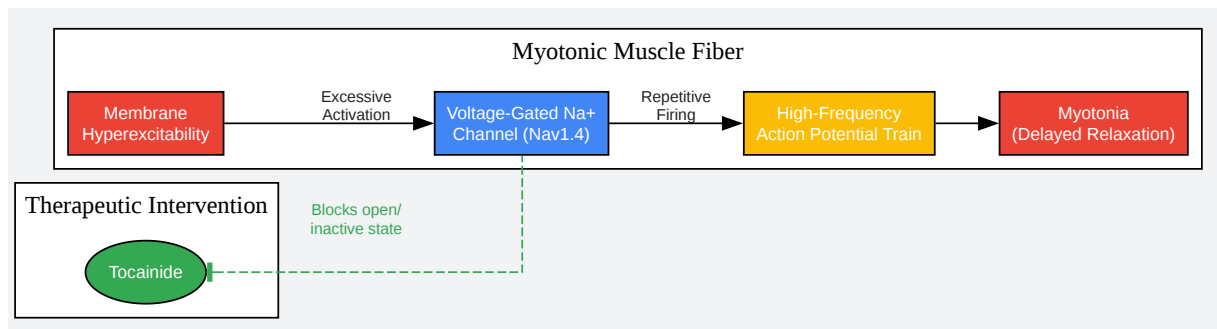 Myotonic Muscle Fiber
Membrane
Hyperexcitability
Excessive
Activation
Voltage-Gated Na+
Channel (Nav1.4)
Repetitive
Firing
High-Frequency
Action Potential Train
Myotonia
(Delayed Relaxation)
Therapeutic Intervention
Blocks open/
inactive state
Tocainide